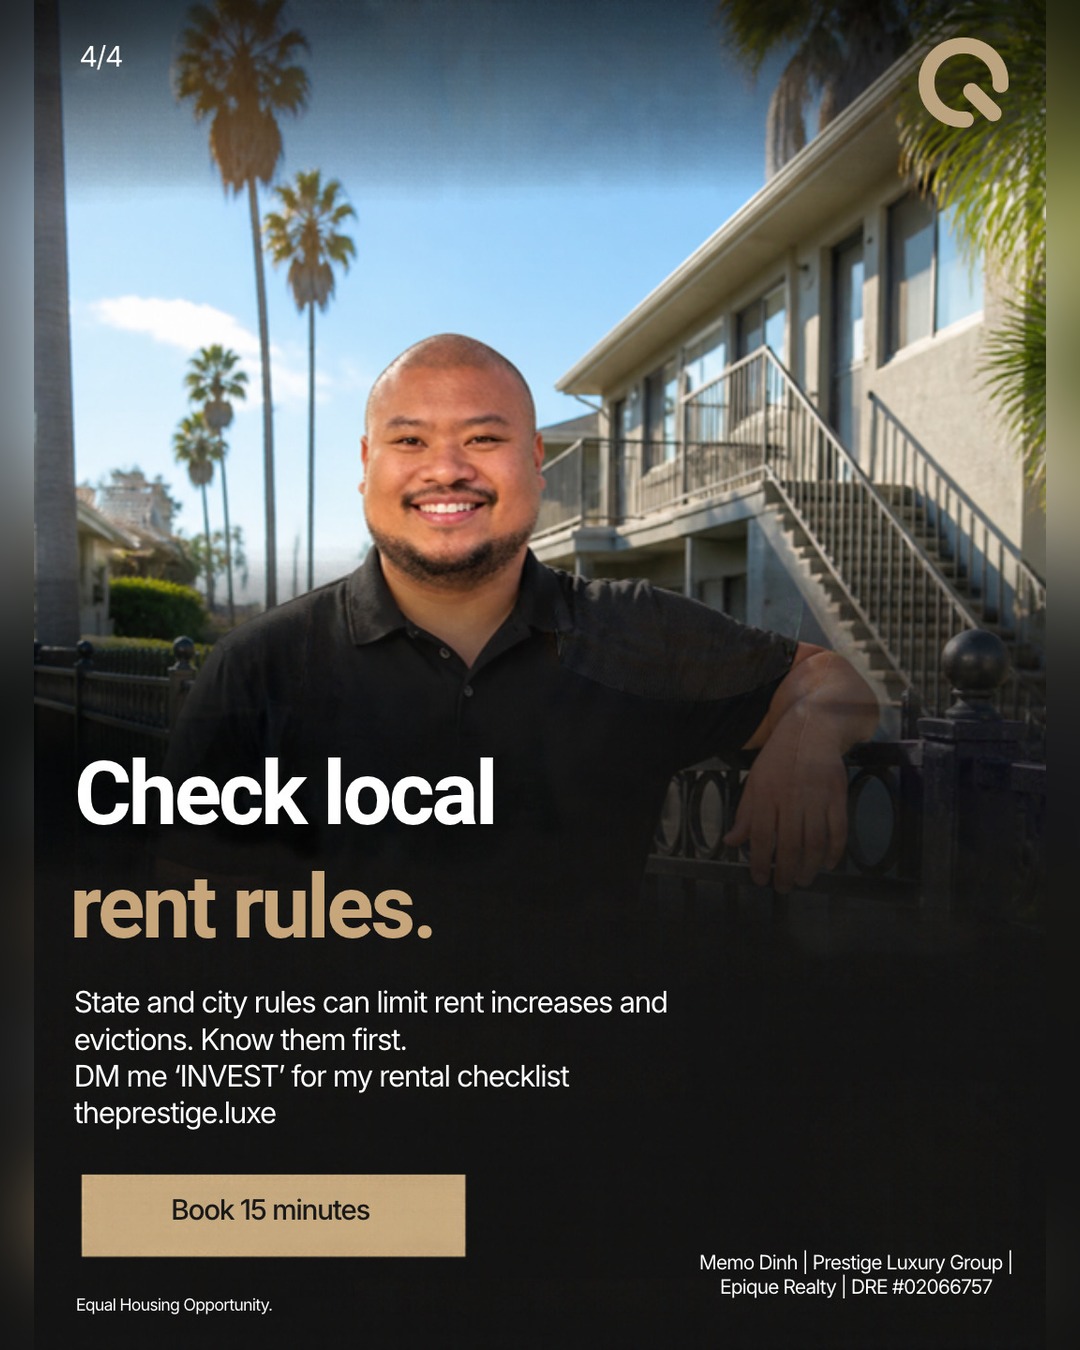 4/4
Check local
rent rules.
State and city rules can limit rent increases and
evictions. Know them first.
DM me ‘INVEST’ for my rental checklist
theprestige.luxe
Book 15 minutes
Memo Dinh | Prestige Luxury Group |
Epique Realty | DRE #02066757
Equal Housing Opportunity.